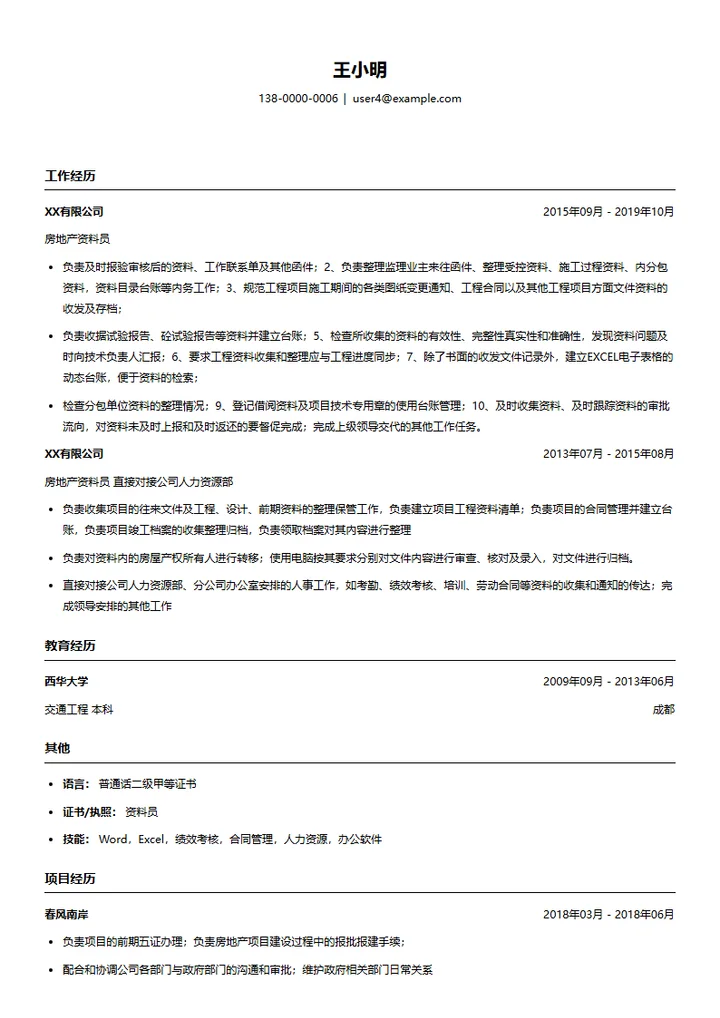 王小明
138-0000-0006 | user4@example.com
工作经历
XX有限公司 2015年09月 - 2019年10月
房地产资料员
• 负责及时报验审核后的资料、工作联系单及其他函件；2、负责整理监理业主来往函件、整理受控资料、施工过程资料、内分包
资料，资料目录台账等内务工作；3、规范工程项目施工期间的各类图纸变更通知、工程合同以及其他工程项目方面文件资料的
收发及存档；
• 负责收据试验报告、砼试验报告等资料并建立台账；5、检查所收集的资料的有效性、完整性真实性和准确性，发现资料问题及
时向技术负责人汇报；6、要求工程资料收集和整理应与工程进度同步；7、除了书面的收发文件记录外，建立EXCEL电子表格的
动态台账，便于资料的检索；
• 检查分包单位资料的整理情况；9、登记借阅资料及项目技术专用章的使用台账管理；10、及时收集资料、及时跟踪资料的审批
流向，对资料未及时上报和及时返还的要督促完成；完成上级领导交代的其他工作任务。
XX有限公司 2013年07月 - 2015年08月
房地产资料员 直接对接公司人力资源部
• 负责收集项目的往来文件及工程、设计、前期资料的整理保管工作，负责建立项目工程资料清单；负责项目的合同管理并建立台
账，负责项目竣工档案的收集整理归档，负责领取档案对其内容进行整理
• 负责对资料内的房屋产权所有人进行转移；使用电脑按其要求分别对文件内容进行审查、核对及录入，对文件进行归档。
• 直接对接公司人力资源部、分公司办公室安排的人事工作，如考勤、绩效考核、培训、劳动合同等资料的收集和通知的传达；完
成领导安排的其他工作
教育经历
西华大学 2009年09月 - 2013年06月
交通工程 本科 成都
其他
• 语言： 普通话二级甲等证书
• 证书/执照： 资料员
• 技能： Word，Excel，绩效考核，合同管理，人力资源，办公软件
项目经历
春风南岸 2018年03月 - 2018年06月
• 负责项目的前期五证办理；负责房地产项目建设过程中的报批报建手续；
• 配合和协调公司各部门与政府部门的沟通和审批；维护政府相关部门日常关系